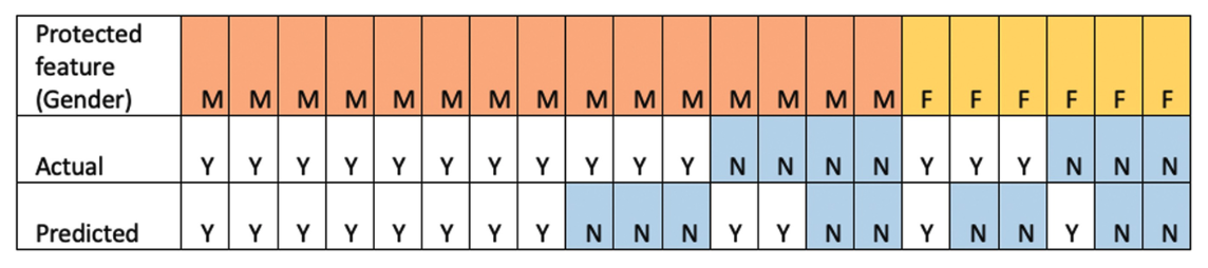 Protected
feature
(Gender) M M M M M M M M M M M M M M M F F F F F F
Actual Y Y Y Y Y Y Y Y Y Y Y N N N N Y Y Y N N N
Predicted Y Y Y Y Y Y Y Y N N N Y Y N N Y N N Y N N